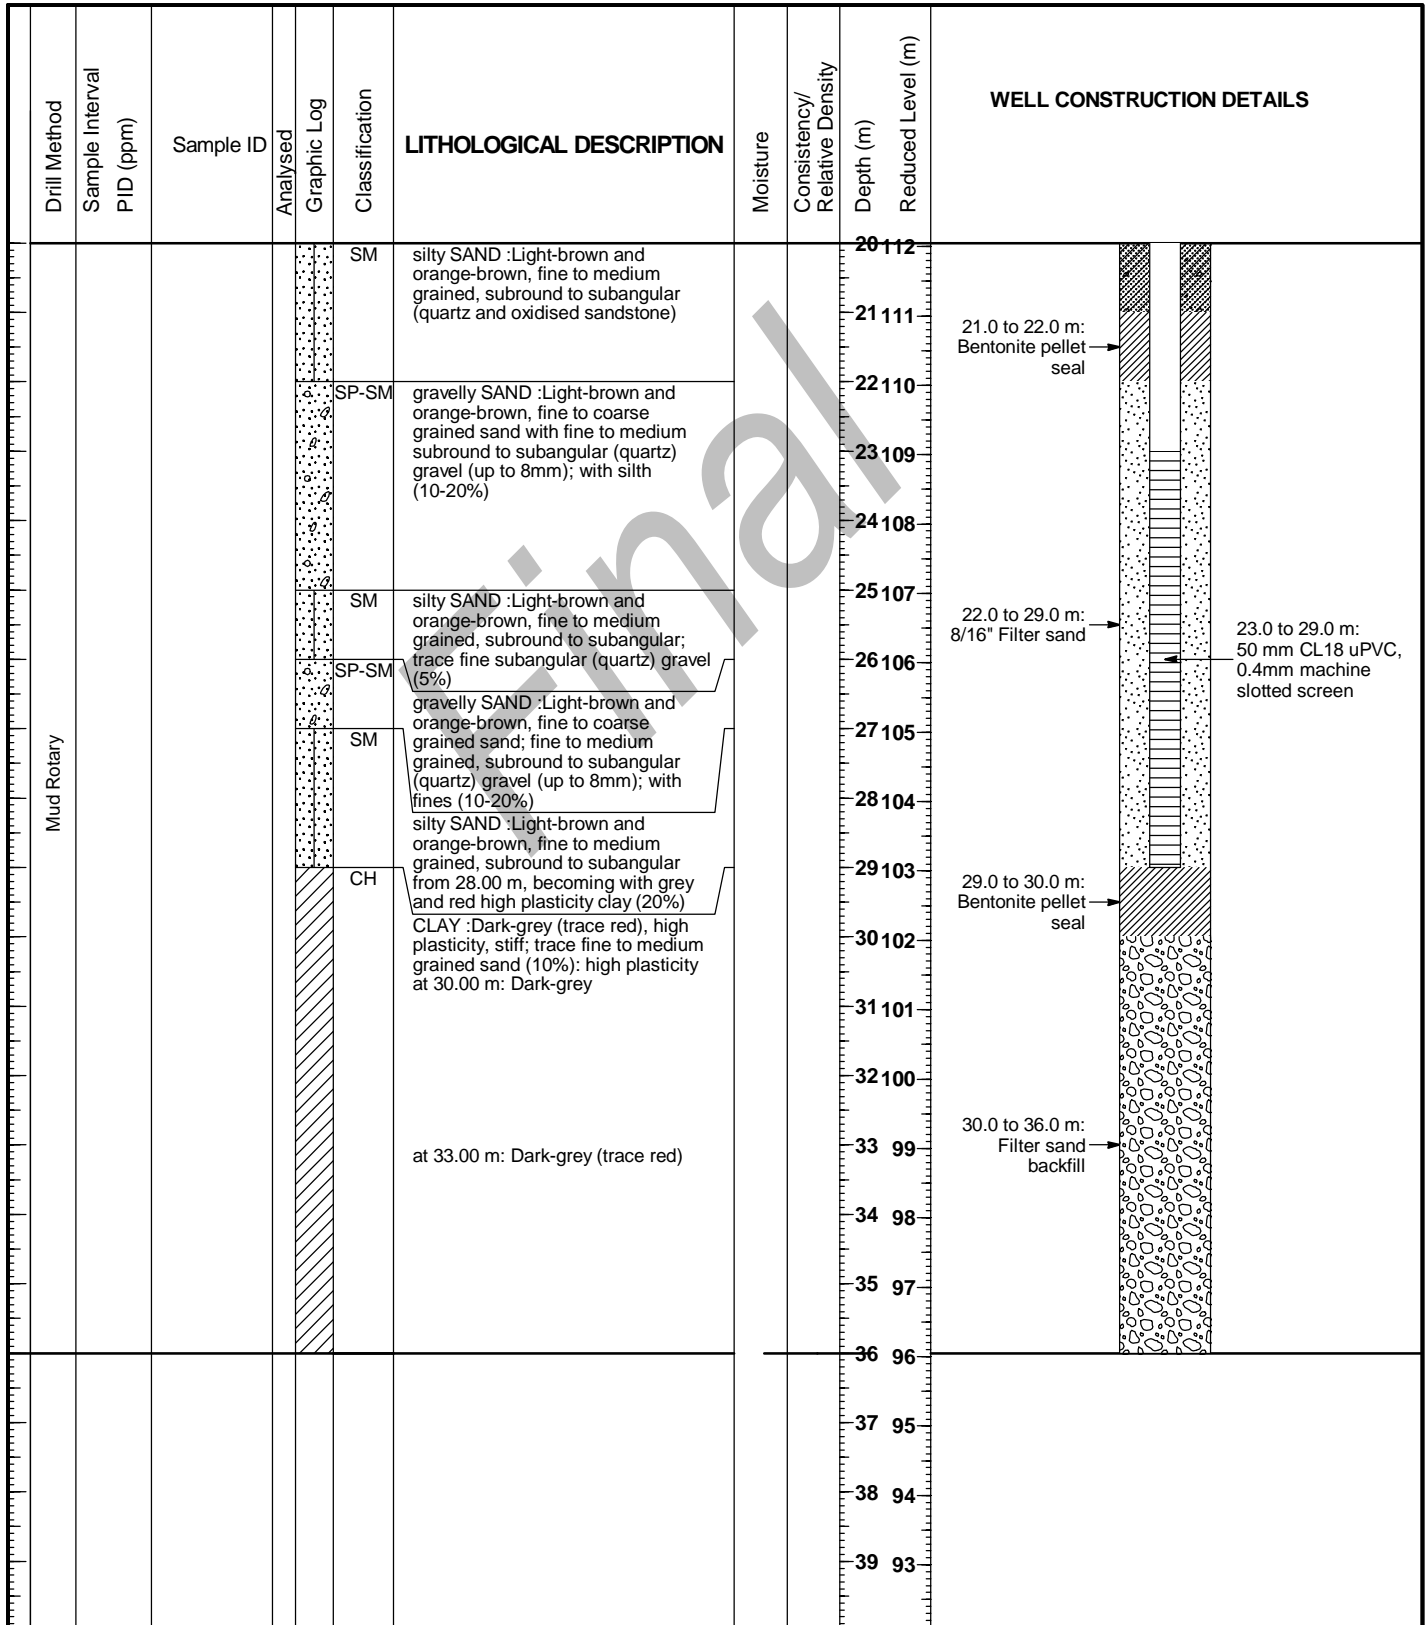 Drill Method
Sample Interval
PID (ppm)
Sample ID
Analysed
Graphic Log
Classification
LITHOLOGICAL DESCRIPTION
Moisture
Consistency/
Relative Density
Depth (m)
Reduced Level (m)
WELL CONSTRUCTION DETAILS
Mud Rotary
SM
silty SAND :Light-brown and
orange-brown, fine to medium
grained, subround to subangular
(quartz and oxidised sandstone)
SP-SM
gravelly SAND :Light-brown and
orange-brown, fine to coarse
grained sand with fine to medium
subround to subangular (quartz)
gravel (up to 8mm); with silth
(10-20%)
SM
silty SAND :Light-brown and
orange-brown, fine to medium
grained, subround to subangular;
trace fine subangular (quartz) gravel
(5%)
SP-SM
gravelly SAND :Light-brown and
orange-brown, fine to coarse
grained sand; fine to medium
grained, subround to subangular
(quartz) gravel (up to 8mm); with
fines (10-20%)
SM
silty SAND :Light-brown and
orange-brown, fine to medium
grained, subround to subangular
from 28.00 m, becoming with grey
and red high plasticity clay (20%)
CH
CLAY :Dark-grey (trace red), high
plasticity, stiff; trace fine to medium
grained sand (10%): high plasticity
at 30.00 m: Dark-grey
at 33.00 m: Dark-grey (trace red)
20 112
21 111
22 110
23 109
24 108
25 107
26 106
27 105
28 104
29 103
30 102
31 101
32 100
33 99
34 98
35 97
36 96
37 95
38 94
39 93
21.0 to 22.0 m:
Bentonite pellet
seal
22.0 to 29.0 m:
8/16" Filter sand
23.0 to 29.0 m:
50 mm CL18 uPVC,
0.4mm machine
slotted screen
29.0 to 30.0 m:
Bentonite pellet
seal
30.0 to 36.0 m:
Filter sand
backfill
Final